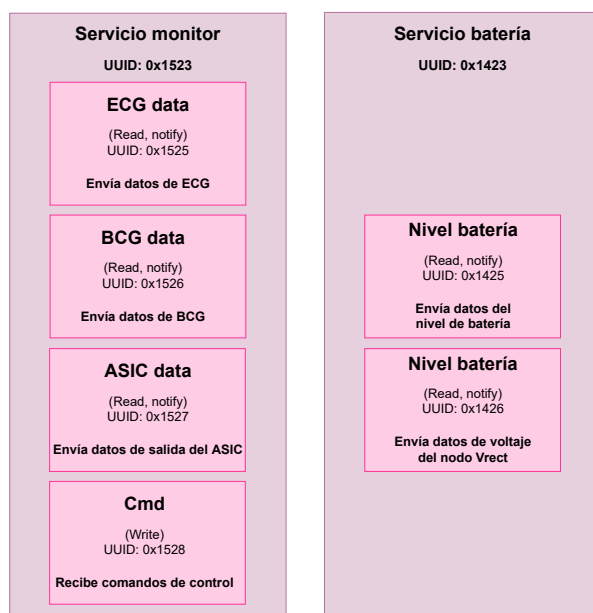 Servicio monitor
UUID: 0x1523
ECG data
(Read, notify)
UUID: 0x1525
Envía datos de ECG
BCG data
(Read, notify)
UUID: 0x1526
Envía datos de BCG
ASIC data
(Read, notify)
UUID: 0x1527
Envía datos de salida del ASIC
Cmd
(Write)
UUID: 0x1528
Recibe comandos de control
Servicio batería
UUID: 0x1423
Nivel batería
(Read, notify)
UUID: 0x1425
Envía datos del
nivel de batería
Nivel batería
(Read, notify)
UUID: 0x1426
Envía datos de voltaje
del nodo Vrect